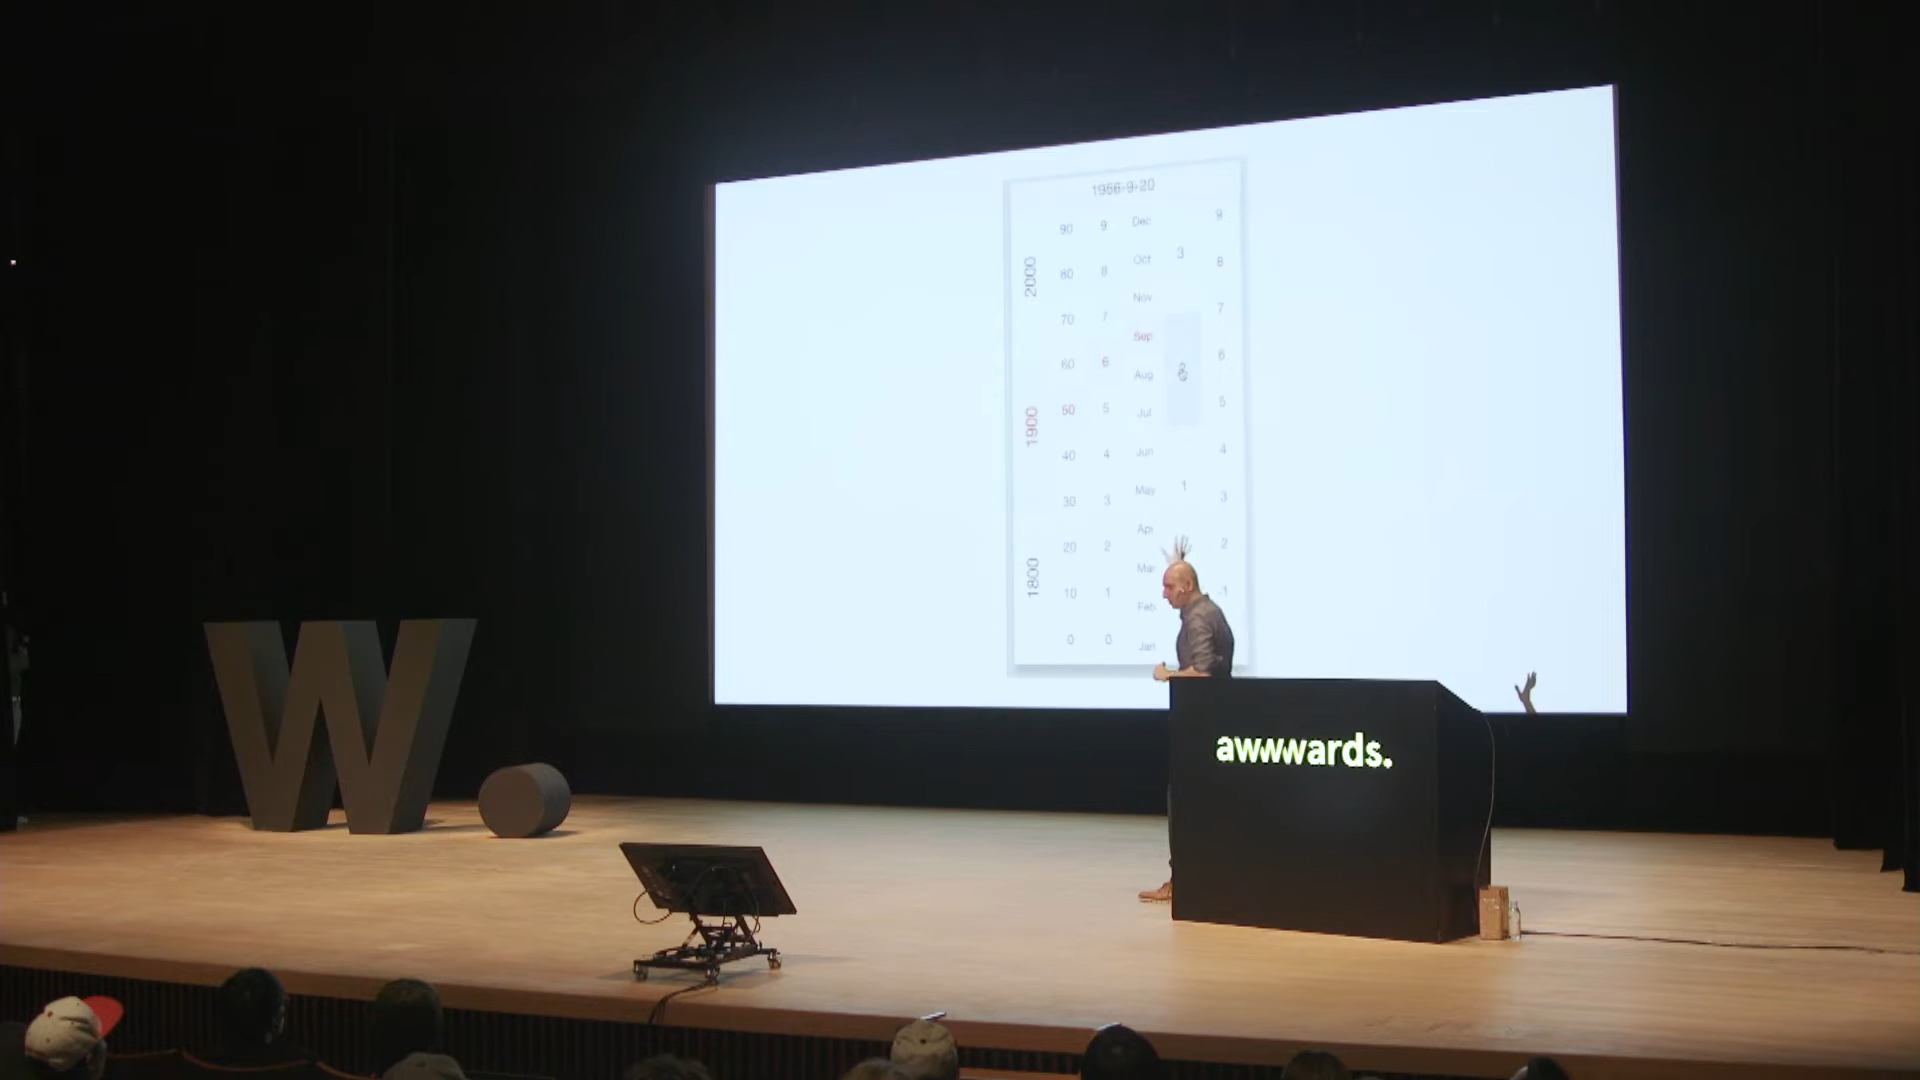 1956-9-20
90 9 Dec 9
2000 80 8 Oct 3 8
70 7 Nov 7
60 6 Sep 6
Aug
1900 50 5 Jul 5
40 4 Jun 4
30 3 May 1 3
20 2 Apr 2
1800 10 1 Mar 1
Feb
0 0 Jan
W.
awwwards.